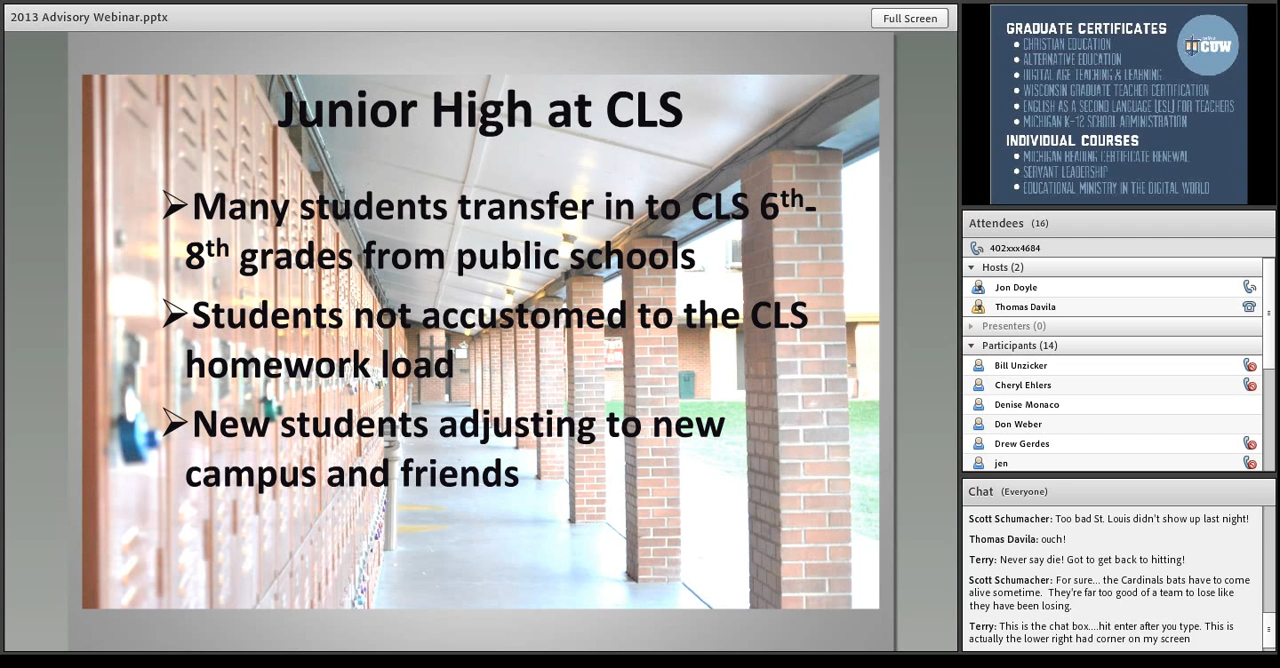 2013 Advisory Webinar.pptx
Full Screen
Junior High at CLS
➢Many students transfer in to CLS 6th-
8th grades from public schools
➢Students not accustomed to the CLS
homework load
➢New students adjusting to new
campus and friends
GRADUATE CERTIFICATES
• CHRISTIAN EDUCATION
• ALTERNATIVE EDUCATION
• DIGITAL AGE TEACHING & LEARNING
• WISCONSIN GRADUATE TEACHER CERTIFICATION
• ENGLISH AS A SECOND LANGUAGE (ESL) FOR TEACHERS
• MICHIGAN K-12 SCHOOL ADMINISTRATION
INDIVIDUAL COURSES
• MICHIGAN READING CERTIFICATE RENEWAL
• SERVANT LEADERSHIP
• EDUCATIONAL MINISTRY IN THE DIGITAL WORLD
CUW
Attendees (16)
402xxx4684
Hosts (2)
Jon Doyle
Thomas Davila
Presenters (0)
Participants (14)
Bill Unzicker
Cheryl Ehlers
Denise Monaco
Don Weber
Drew Gerdes
jen
Chat (Everyone)
Scott Schumacher: Too bad St. Louis didn't show up last night!
Thomas Davila: ouch!
Terry: Never say die! Got to get back to hitting!
Scott Schumacher: For sure... the Cardinals bats have to come
alive sometime. They're far too good of a team to lose like
they have been losing.
Terry: This is the chat box....hit enter after you type. This is
actually the lower right had corner on my screen